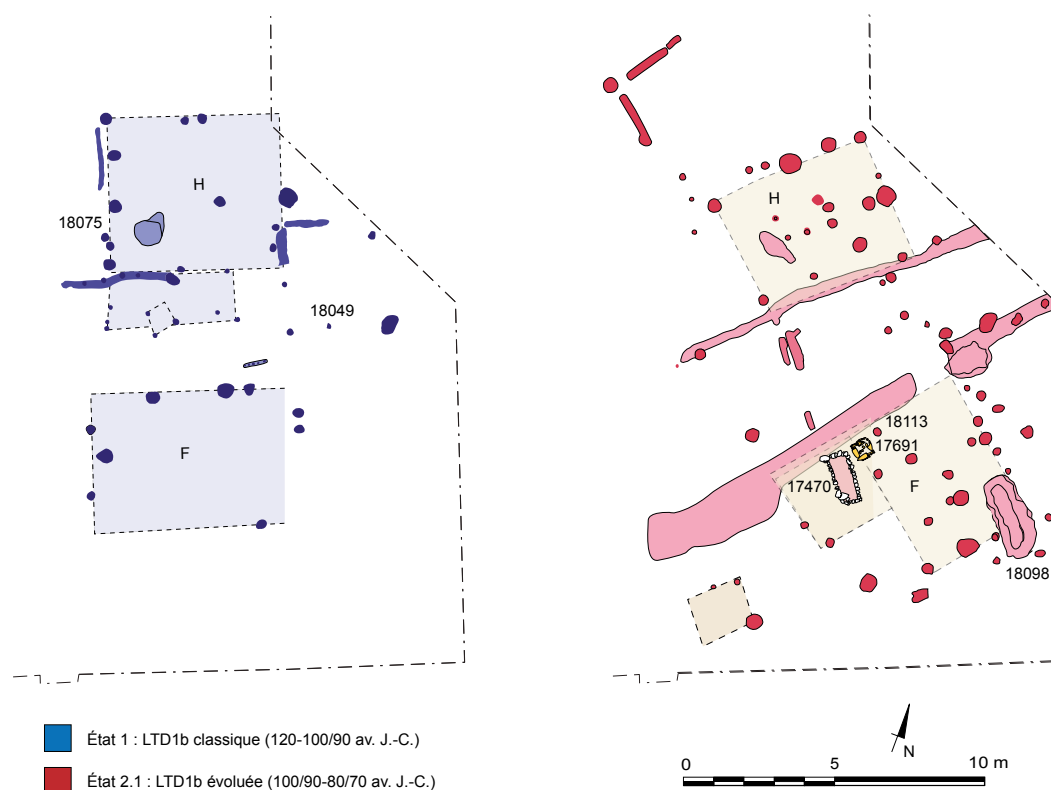 H
18075
18049
F
H
18113
17691
17470
F
18098
N
État 1 : LTD1b classique (120-100/90 av. J.-C.)
État 2.1 : LTD1b évoluée (100/90-80/70 av. J.-C.)
0 5 10 m